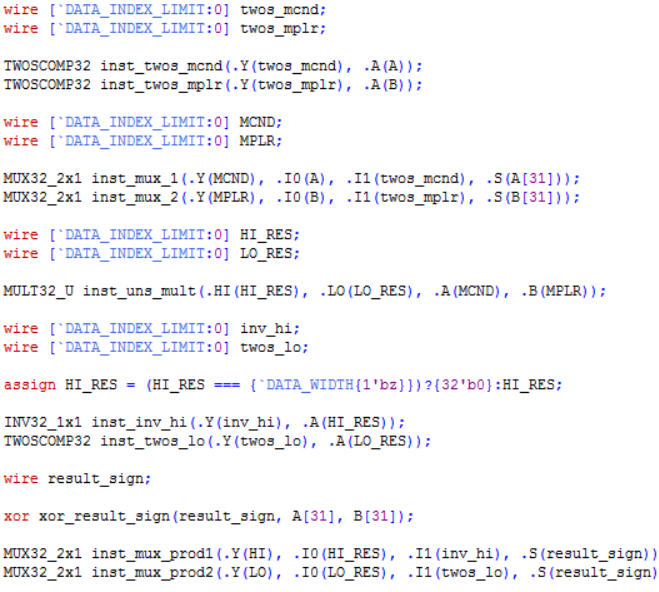 wire [`DATA_INDEX_LIMIT:0] twos_mcnd;
wire [`DATA_INDEX_LIMIT:0] twos_mplr;
TWOSCOMP32 inst_twos_mcnd(.Y(twos_mcnd), .A(A));
TWOSCOMP32 inst_twos_mplr(.Y(twos_mplr), .A(B));
wire [`DATA_INDEX_LIMIT:0] MCND;
wire [`DATA_INDEX_LIMIT:0] MPLR;
MUX32_2x1 inst_mux_1(.Y(MCND), .I0(A), .I1(twos_mcnd), .S(A[31]));
MUX32_2x1 inst_mux_2(.Y(MPLR), .I0(B), .I1(twos_mplr), .S(B[31]));
wire [`DATA_INDEX_LIMIT:0] HI_RES;
wire [`DATA_INDEX_LIMIT:0] LO_RES;
MULT32_U inst_uns_mult(.HI(HI_RES), .LO(LO_RES), .A(MCND), .B(MPLR));
wire [`DATA_INDEX_LIMIT:0] inv_hi;
wire [`DATA_INDEX_LIMIT:0] twos_lo;
assign HI_RES = (HI_RES === {`DATA_WIDTH{1'bz}})?{32'b0}:HI_RES;
INV32_1x1 inst_inv_hi(.Y(inv_hi), .A(HI_RES));
TWOSCOMP32 inst_twos_lo(.Y(twos_lo), .A(LO_RES));
wire result_sign;
xor xor_result_sign(result_sign, A[31], B[31]);
MUX32_2x1 inst_mux_prod1(.Y(HI), .I0(HI_RES), .I1(inv_hi), .S(result_sign))
MUX32_2x1 inst_mux_prod2(.Y(LO), .I0(LO_RES), .I1(twos_lo), .S(result_sign)